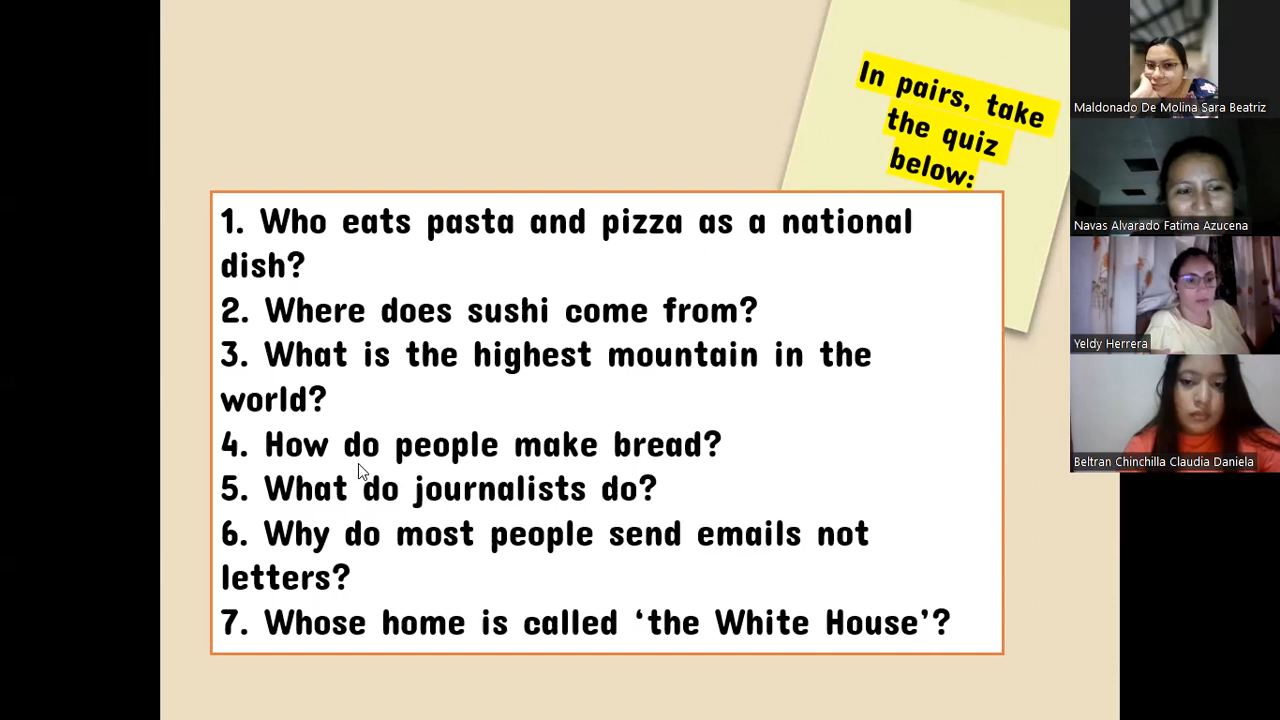 In pairs, take
the quiz
below:
1. Who eats pasta and pizza as a national
dish?
2. Where does sushi come from?
3. What is the highest mountain in the
world?
4. How do people make bread?
5. What do journalists do?
6. Why do most people send emails not
letters?
7. Whose home is called ‘the White House’?
Maldonado De Molina Sara Beatriz
Navas Alvarado Fatima Azucena
Yeldy Herrera
Beltran Chinchilla Claudia Daniela